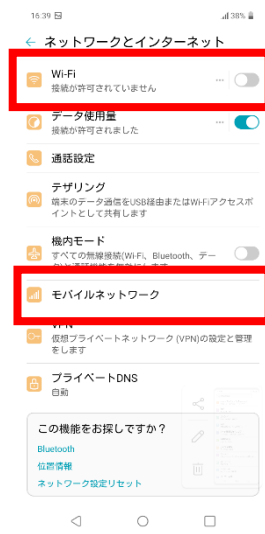 16:39
38%
ネットワークとインターネット
Wi-Fi
接続が許可されていません
データ使用量
接続が許可されました
通話設定
テザリング
端末のデータ通信をUSB経由またはWi-Fiアクセスポ
イントとして共有します
機内モード
すべての無線接続(Wi-Fi、Bluetooth、デー
モバイルネットワーク
VPN
仮想プライベートネットワーク (VPN)の設定と管理
をします
プライベートDNS
自動
この機能をお探しですか？
Bluetooth
位置情報
ネットワーク設定リセット